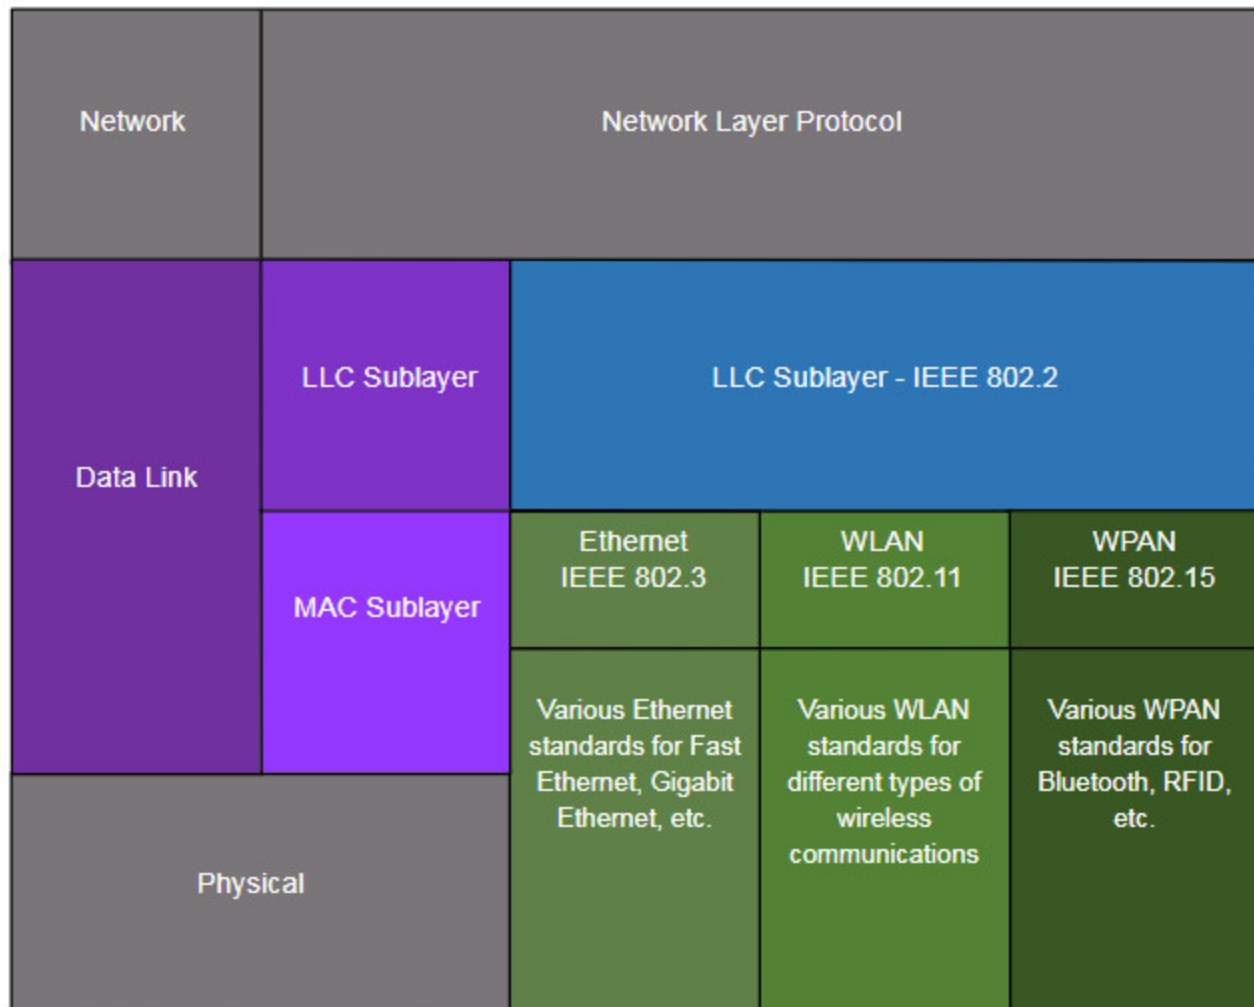 Network
Network Layer Protocol
Data Link
LLC Sublayer
LLC Sublayer - IEEE 802.2
MAC Sublayer
Ethernet
IEEE 802.3
WLAN
IEEE 802.11
WPAN
IEEE 802.15
Various Ethernet
standards for Fast
Ethernet, Gigabit
Ethernet, etc.
Various WLAN
standards for
different types of
wireless
communications
Various WPAN
standards for
Bluetooth, RFID,
etc.
Physical